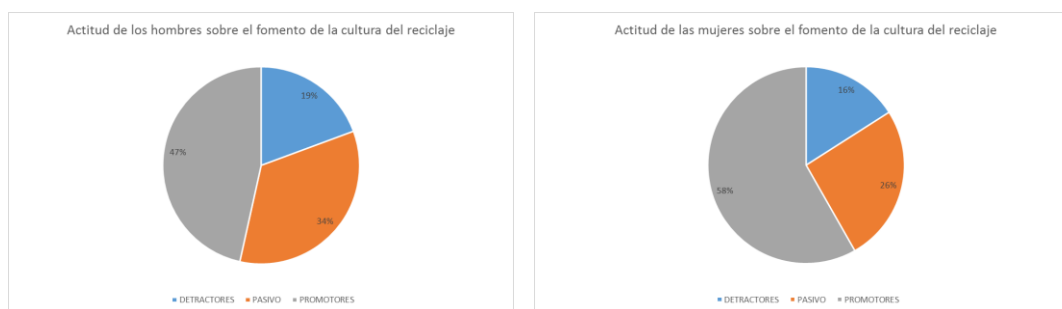 Actitud de los hombres sobre el fomento de la cultura del reciclaje
19%
47%
34%
DETRACTORES PASIVO PROMOTORES
Actitud de las mujeres sobre el fomento de la cultura del reciclaje
16%
26%
58%
DETRACTORES PASIVO PROMOTORES